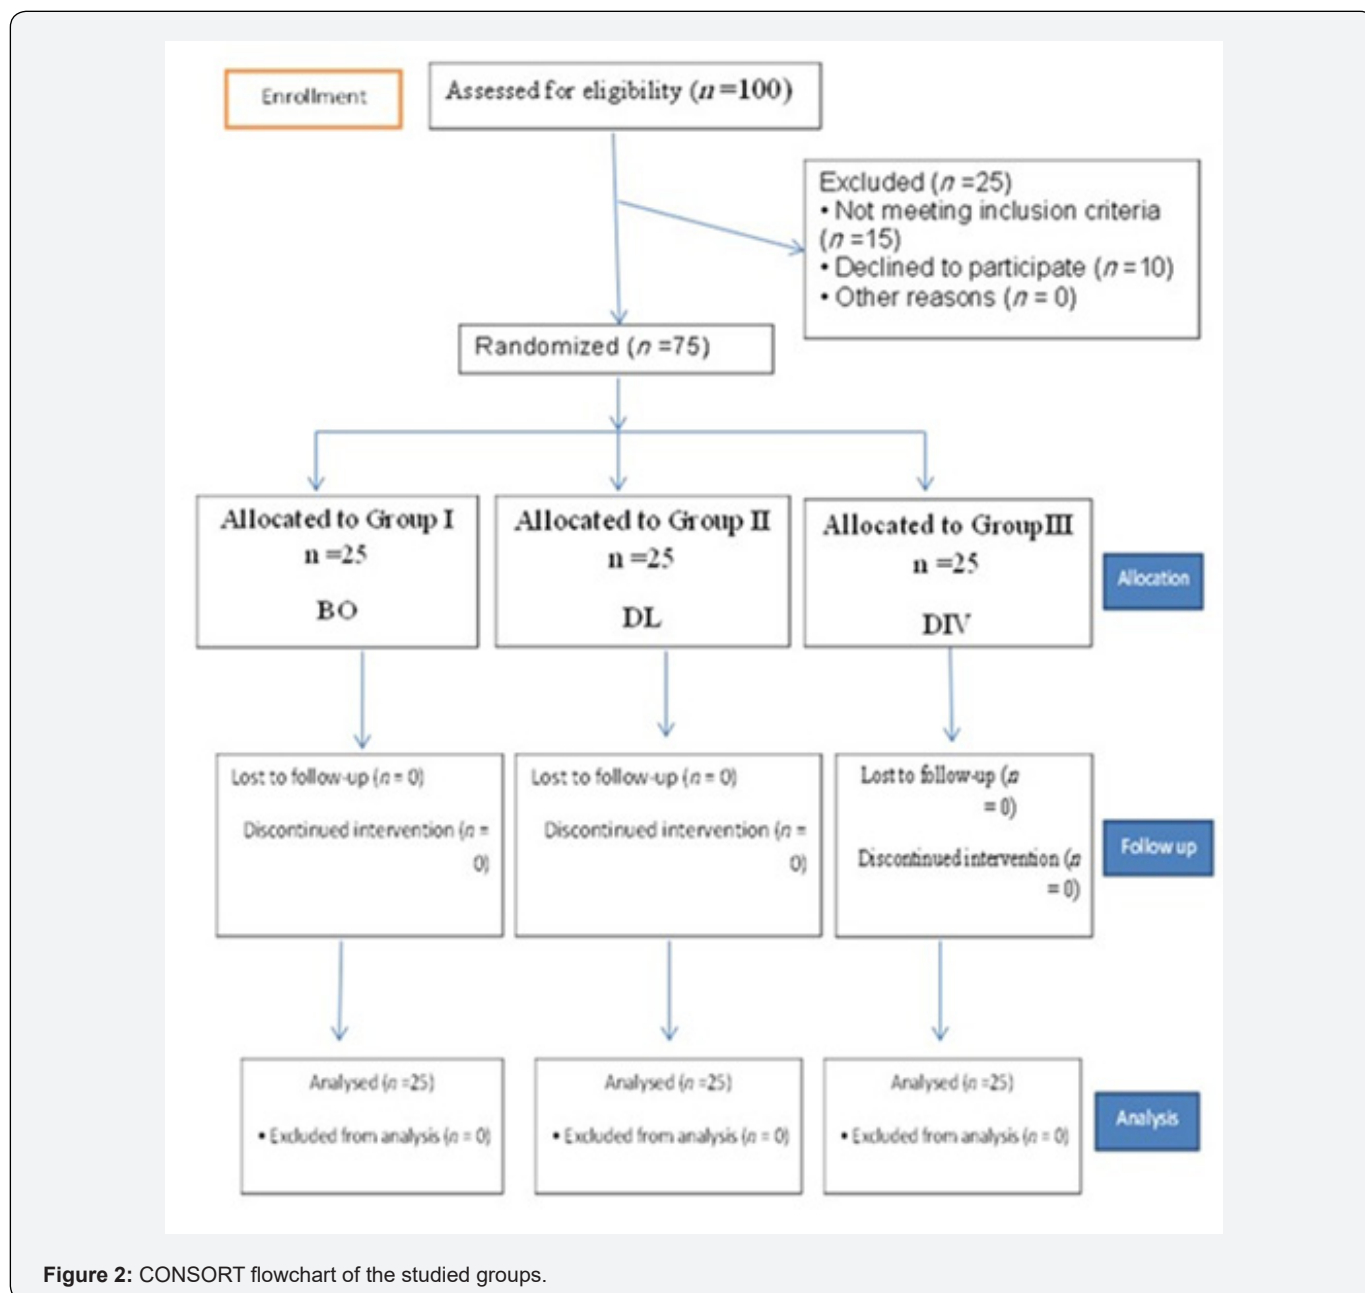 Enrollment
Assessed for eligibility (n =100)
Excluded (n =25)
• Not meeting inclusion criteria
(n =15)
• Declined to participate (n = 10)
• Other reasons (n = 0)
Randomized (n =75)
Allocated to Group I
n =25
BO
Allocated to Group II
n =25
DL
Allocated to Group III
n =25
DIV
Allocation
Lost to follow-up (n = 0)
Discontinued intervention (n =
0)
Lost to follow-up (n = 0)
Discontinued intervention (n =
0)
Lost to follow-up (n
= 0)
Discontinued intervention (n
= 0)
Follow up
Analysed (n =25)
• Excluded from analysis (n = 0)
Analysed (n =25)
• Excluded from analysis (n = 0)
Analysed (n =25)
• Excluded from analysis (n = 0)
Analysis
Figure 2: CONSORT flowchart of the studied groups.